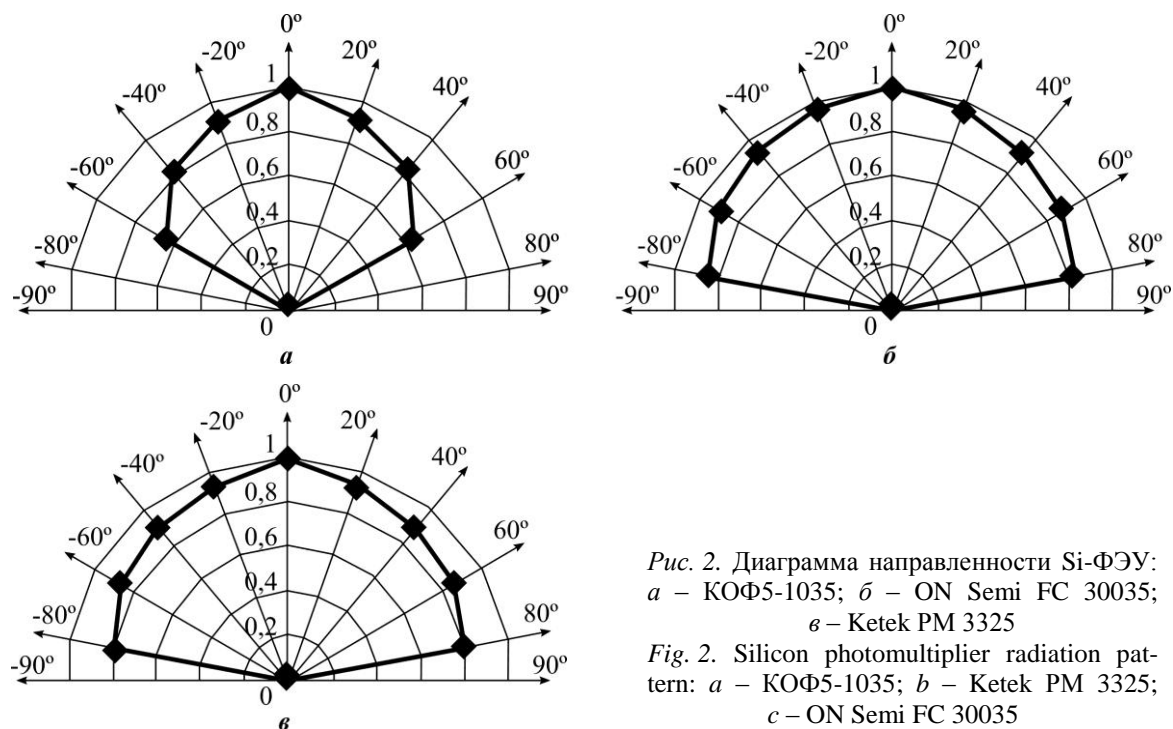 0º
-20º 20º
-40º 1 40º
-60º 0,8 60º
0,6
-80º 0,4 80º
0,2
-90º 0 90º
а
0º
-20º 20º
-40º 1 40º
-60º 0,8 60º
0,6
-80º 0,4 80º
0,2
-90º 0 90º
б
0º
-20º 20º
-40º 1 40º
-60º 0,8 60º
0,6
-80º 0,4 80º
0,2
-90º 0 90º
в
Рис. 2. Диаграмма направленности Si-ФЭУ:
а – КОФ5-1035; б – ON Semi FC 30035;
в – Ketek PM 3325
Fig. 2. Silicon photomultiplier radiation pat-
tern: a – КОФ5-1035; b – Ketek PM 3325;
c – ON Semi FC 30035